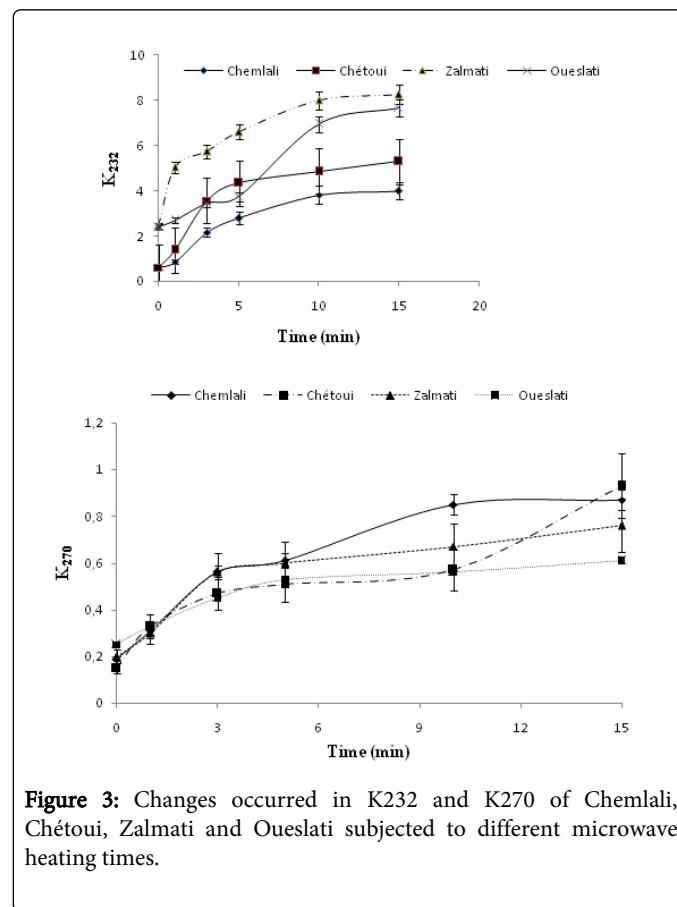 Chemlali Chétoui Zalmati Oueslati
10
8
6
4
2
0
K232
0 5 10 15 20
Time (min)
Chemlali Chétoui Zalmati Oueslati
1,2
1
0,8
0,6
0,4
0,2
0
K270
0 3 6 9 12 15
Time (min)
Figure 3: Changes occurred in K232 and K270 of Chemlali,
Chétoui, Zalmati and Oueslati subjected to different microwave
heating times.